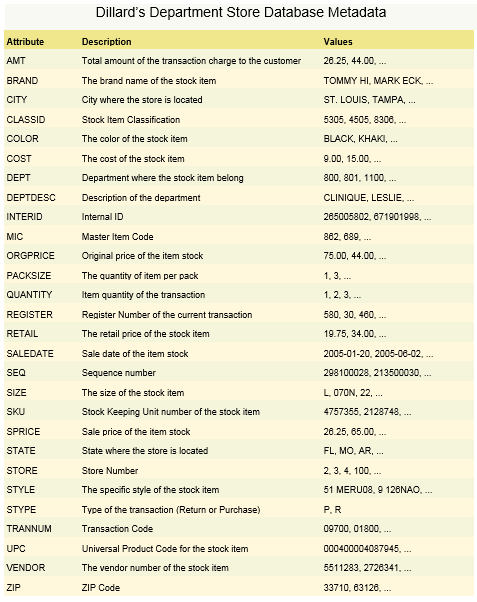 Dillard's Department Store Database Metadata
Attribute Description Values
AMT Total amount of the transaction charge to the customer 26.25, 44.00, ...
BRAND The brand name of the stock item TOMMY HI, MARK ECK, ...
CITY City where the store is located ST. LOUIS, TAMPA, ...
CLASSID Stock Item Classification 5305, 4505, 8306, ...
COLOR The color of the stock item BLACK, KHAKI, ...
COST The cost of the stock item 9.00, 15.00, ...
DEPT Department where the stock item belong 800, 801, 1100, ...
DEPTDESC Description of the department CLINIQUE, LESLIE, ...
INTERID Internal ID 265005802, 671901998, ...
MIC Master Item Code 862, 689, ...
ORGPRICE Original price of the item stock 75.00, 44.00, ...
PACKSIZE The quantity of item per pack 1, 3, ...
QUANTITY Item quantity of the transaction 1, 2, 3, ...
REGISTER Register Number of the current transaction 580, 30, 460, ...
RETAIL The retail price of the stock item 19.75, 34.00, ...
SALEDATE Sale date of the item stock 2005-01-20, 2005-06-02, ...
SEQ Sequence number 298100028, 213500030, ...
SIZE The size of the stock item L, 070N, 22, ...
SKU Stock Keeping Unit number of the stock item 4757355, 2128748, ...
SPRICE Sale price of the item stock 26.25, 65.00, ...
STATE State where the store is located FL, MO, AR, ...
STORE Store Number 2, 3, 4, 100, ...
STYLE The specific style of the stock item 51 MERU08, 9 126NAO, ...
STYPE Type of the transaction (Return or Purchase) P, R
TRANNUM Transaction Code 09700, 01800, ...
UPC Universal Product Code for the stock item 000400004087945, ...
VENDOR The vendor number of the stock item 5511283, 2726341, ...
ZIP ZIP Code 33710, 63126, ...